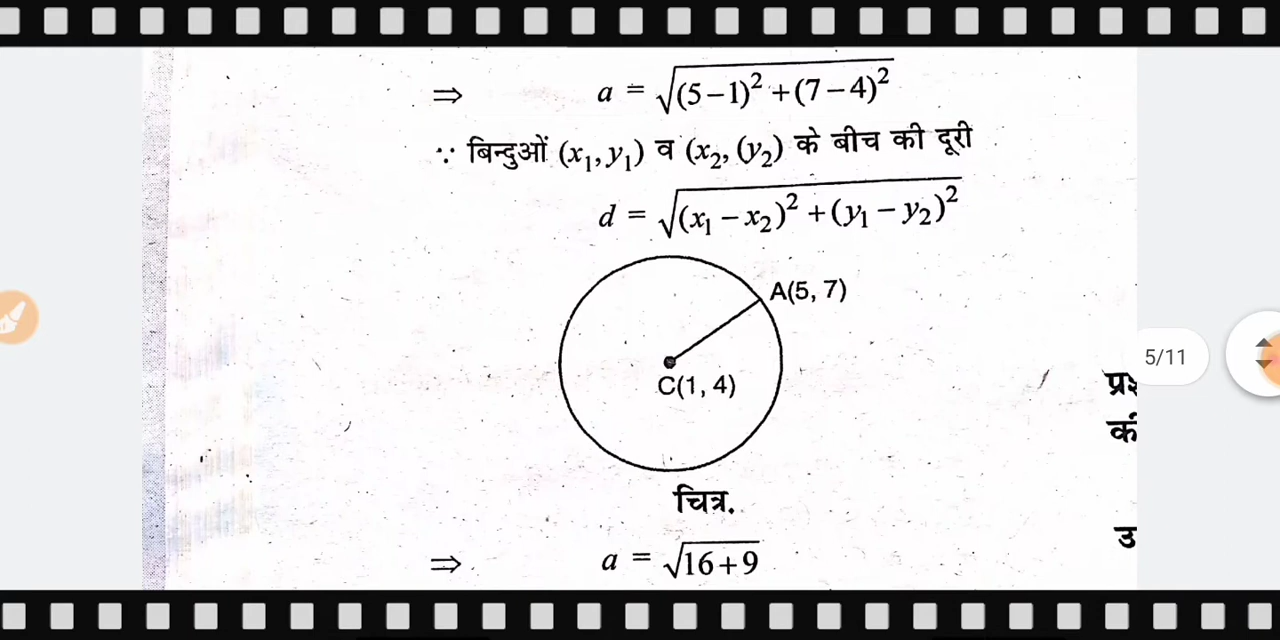 ⇒ a = √(5−1)² + (7−4)²
∵ बिन्दुओं (x₁, y₁) व (x₂, (y₂) के बीच की दूरी
d = √(x₁ − x₂)² + (y₁ − y₂)²
A(5, 7)
C(1, 4)
5/11
चित्र.
⇒ a = √16+9
की